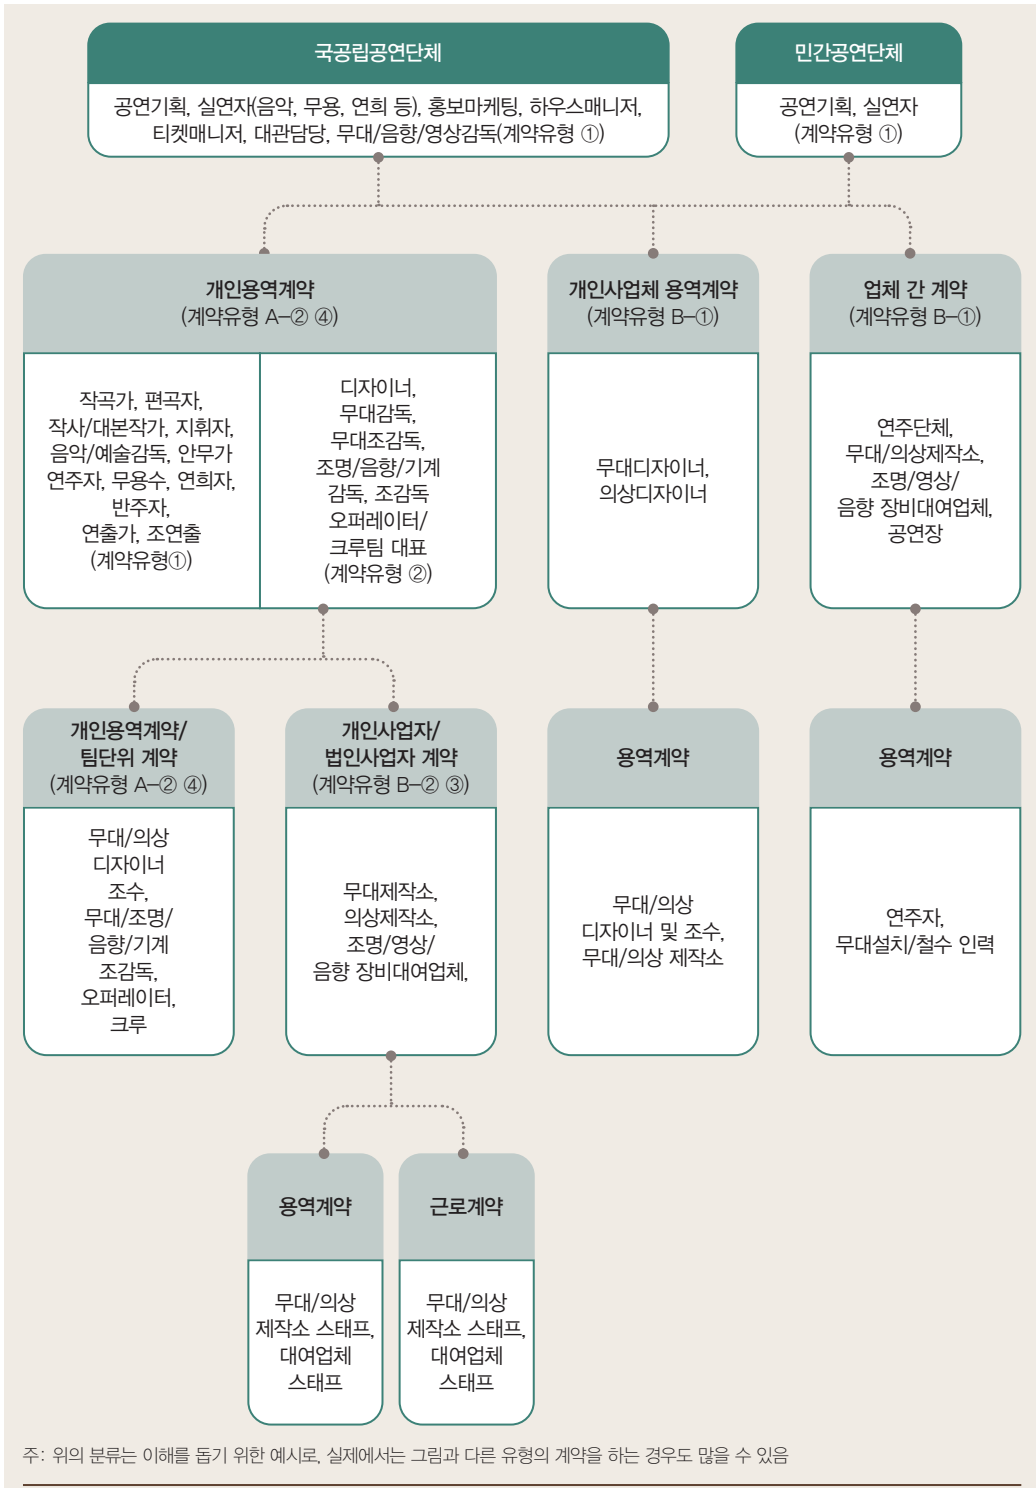 국공립공연단체
공연기획, 실연자(음악, 무용, 연희 등), 홍보마케팅, 하우스매니저,
티켓매니저, 대관담당, 무대/음향/영상감독(계약유형 ①)
민간공연단체
공연기획, 실연자
(계약유형 ①)
개인용역계약
(계약유형 A–② ④)
작곡가, 편곡자,
작사/대본작가, 지휘자,
음악/예술감독, 안무가
연주자, 무용수, 연희자,
반주자,
연출가, 조연출
(계약유형①)
디자이너,
무대감독,
무대조감독,
조명/음향/기계
감독, 조감독
오퍼레이터/
크루팀 대표
(계약유형 ②)
개인사업체 용역계약
(계약유형 B–①)
무대디자이너,
의상디자이너
업체 간 계약
(계약유형 B–①)
연주단체,
무대/의상제작소,
조명/영상/
음향 장비대여업체,
공연장
개인용역계약/
팀단위 계약
(계약유형 A–② ④)
무대/의상
디자이너
조수,
무대/조명/
음향/기계
조감독,
오퍼레이터,
크루
개인사업자/
법인사업자 계약
(계약유형 B–② ③)
무대제작소,
의상제작소,
조명/영상/
음향 장비대여업체,
용역계약
무대/의상
디자이너 및 조수,
무대/의상 제작소
용역계약
연주자,
무대설치/철수 인력
용역계약
무대/의상
제작소 스태프,
대여업체
스태프
근로계약
무대/의상
제작소 스태프,
대여업체
스태프
주: 위의 분류는 이해를 돕기 위한 예시로, 실제에서는 그림과 다른 유형의 계약을 하는 경우도 많을 수 있음